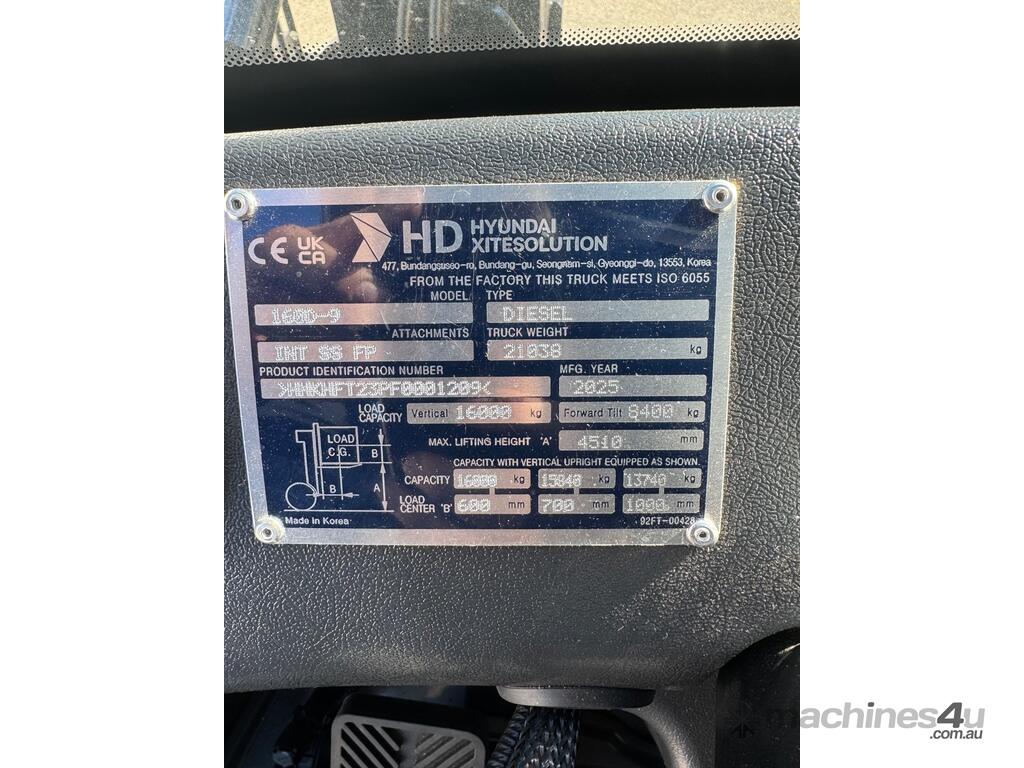 CE UK CA HD HYUNDAI XITESOLUTION
477, Bundangsuseo-ro, Bundang-gu, Seongnam-si, Gyeonggi-do, 13553, Korea
FROM THE FACTORY THIS TRUCK MEETS ISO 6055
MODEL TYPE
160D-9 DIESEL
ATTACHMENTS TRUCK WEIGHT
INT SS FP 21038 kg
PRODUCT IDENTIFICATION NUMBER MFG. YEAR
>HHKHFT23PF0001209< 2025
LOAD CAPACITY Vertical 16000 kg Forward Tilt 8400 kg
MAX. LIFTING HEIGHT 'A' 4510 mm
CAPACITY WITH VERTICAL UPRIGHT EQUIPPED AS SHOWN.
CAPACITY 16000 kg 15840 kg 13740 kg
LOAD CENTER 'B' 600 mm 700 mm 1000 mm
LOAD C.G. B B A
Made in Korea 92FT-00428
machines4u
.com.au